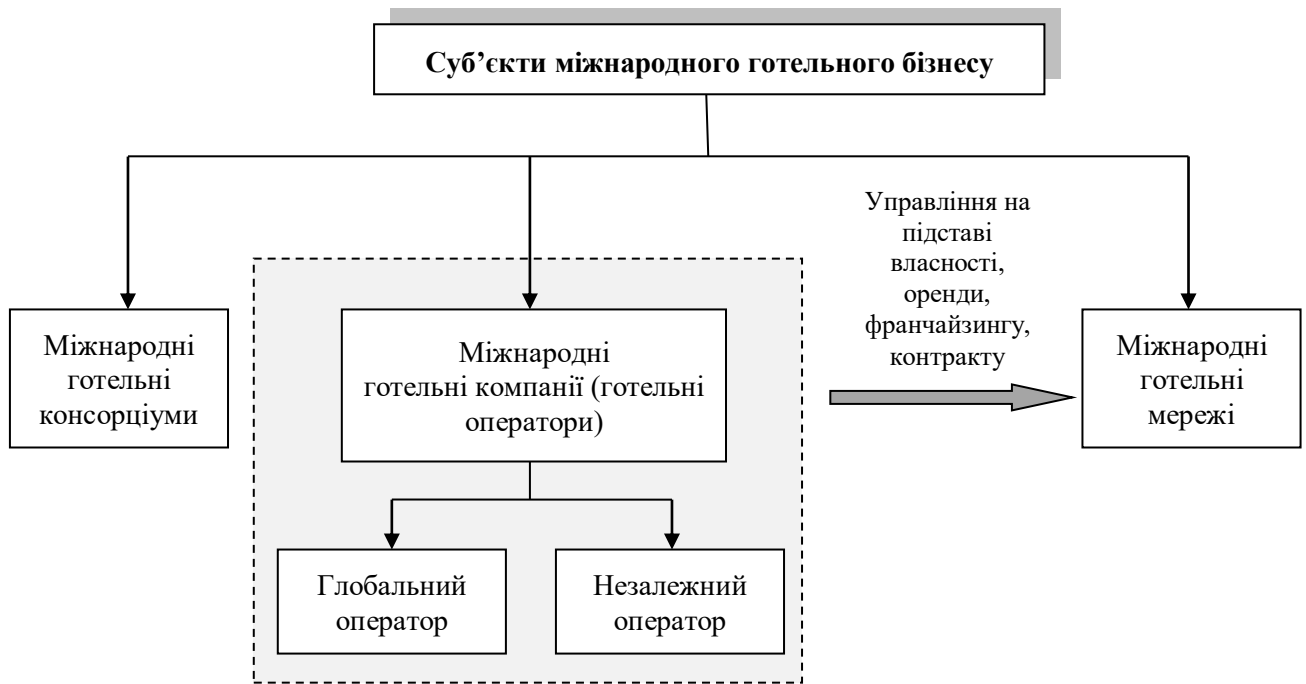 Суб’єкти міжнародного готельного бізнесу
Управління на
підставі
власності,
оренди,
франчайзингу,
контракту
Міжнародні
готельні
консорціуми
Міжнародні
готельні компанії (готельні
оператори)
Міжнародні
готельні
мережі
Глобальний
оператор
Незалежний
оператор